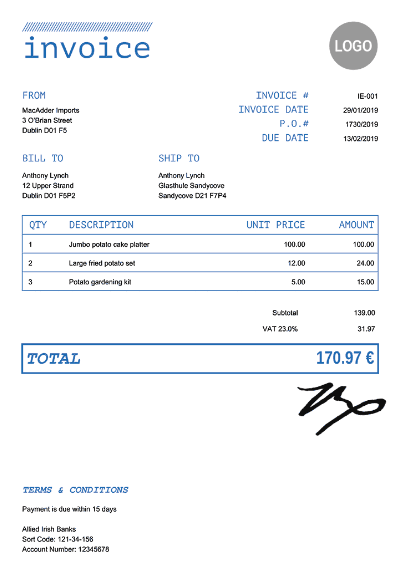 invoice
LOGO
FROM
MacAdder Imports
3 O'Brian Street
Dublin D01 F5
INVOICE # IE-001
INVOICE DATE 29/01/2019
P.O.# 1730/2019
DUE DATE 13/02/2019
BILL TO
Anthony Lynch
12 Upper Strand
Dublin D01 F5P2
SHIP TO
Anthony Lynch
Glasthule Sandycove
Sandycove D21 F7P4
QTY DESCRIPTION UNIT PRICE AMOUNT
1 Jumbo potato cake platter 100.00 100.00
2 Large fried potato set 12.00 24.00
3 Potato gardening kit 5.00 15.00
Subtotal 139.00
VAT 23.0% 31.97
TOTAL 170.97 €
TERMS & CONDITIONS
Payment is due within 15 days
Allied Irish Banks
Sort Code: 121-34-156
Account Number: 12345678